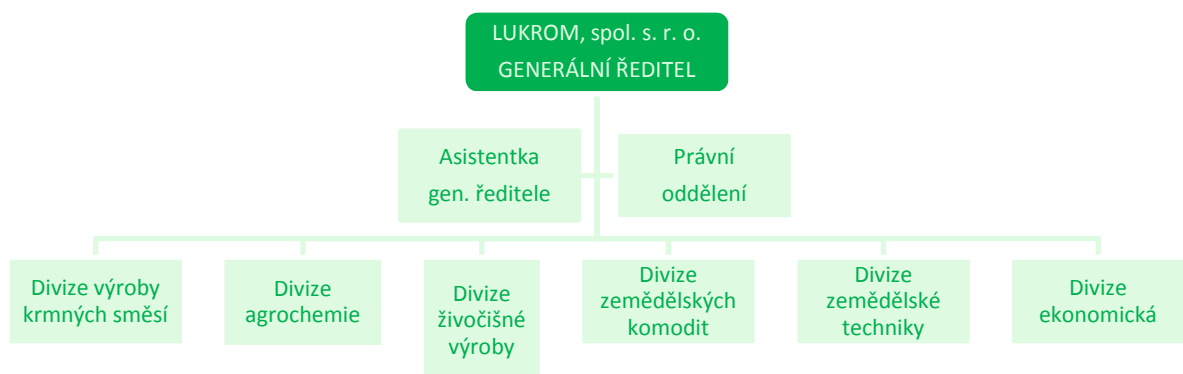 LUKROM, spol. s. r. o.
GENERÁLNÍ ŘEDITEL
Asistentka
gen. ředitele
Právní
oddělení
Divize výroby
krmných směsí
Divize
agrochemie
Divize
živočišné
výroby
Divize
zemědělských
komodit
Divize
zemědělské
techniky
Divize
ekonomická